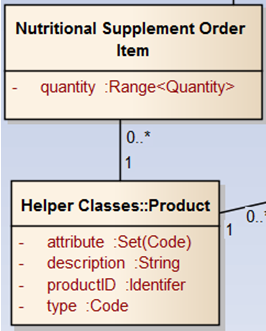 Nutritional Supplement Order
Item
- quantity :Range<Quantity>
0..*
1
Helper Classes::Product
1
0..
- attribute :Set(Code)
- description :String
- productID :Identifer
- type :Code